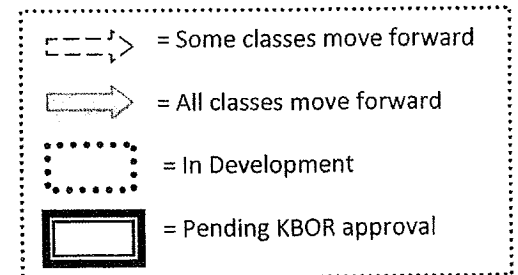 = Some classes move forward
= All classes move forward
= In Development
= Pending KBOR approval